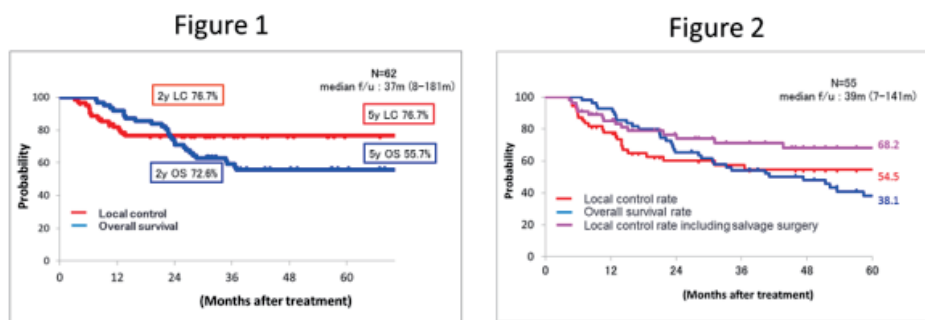 Figure 1
N=62
median f/u : 37m (8-181m)
2y LC 76.7%
5y LC 76.7%
2y OS 72.6%
5y OS 55.7%
Probability
100
80
60
40
20
0
Local control
Overall survival
0 12 24 36 48 60
(Months after treatment)
Figure 2
N=55
median f/u : 39m (7-141m)
Probability
100
80
60
40
20
0
68.2
54.5
38.1
Local control rate
Overall survival rate
Local control rate including salvage surgery
0 12 24 36 48 60
(Months after treatment)